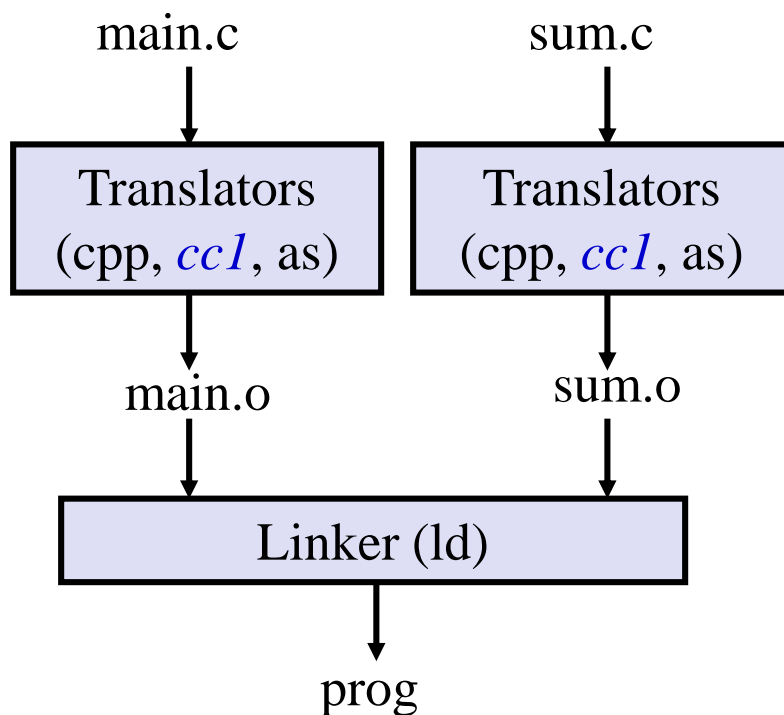 main.c
sum.c
Translators
(cpp, cc1, as)
Translators
(cpp, cc1, as)
main.o
sum.o
Linker (ld)
prog